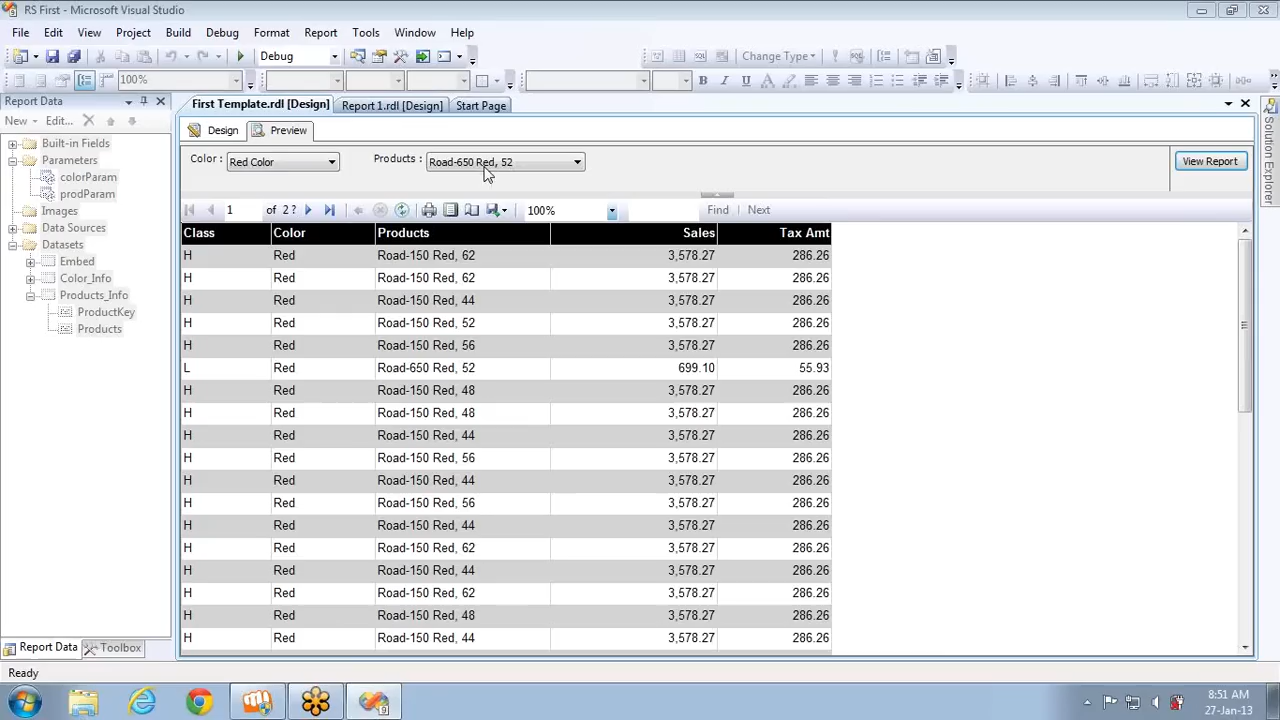 RS First - Microsoft Visual Studio
File Edit View Project Build Debug Format Report Tools Window Help
Debug Change Type
100%
Report Data
First Template.rdl [Design] Report 1.rdl [Design] Start Page
New Edit...
Design Preview
Built-in Fields
Parameters
colorParam
prodParam
Images
Data Sources
Datasets
Embed
Color_Info
Products_Info
ProductKey
Products
Color : Red Color Products : Road-650 Red, 52 View Report
1 of 2 ? 100% Find Next
Class Color Products Sales Tax Amt
H Red Road-150 Red, 62 3,578.27 286.26
H Red Road-150 Red, 62 3,578.27 286.26
H Red Road-150 Red, 44 3,578.27 286.26
H Red Road-150 Red, 52 3,578.27 286.26
H Red Road-150 Red, 56 3,578.27 286.26
L Red Road-650 Red, 52 699.10 55.93
H Red Road-150 Red, 48 3,578.27 286.26
H Red Road-150 Red, 48 3,578.27 286.26
H Red Road-150 Red, 44 3,578.27 286.26
H Red Road-150 Red, 56 3,578.27 286.26
H Red Road-150 Red, 44 3,578.27 286.26
H Red Road-150 Red, 56 3,578.27 286.26
H Red Road-150 Red, 44 3,578.27 286.26
H Red Road-150 Red, 62 3,578.27 286.26
H Red Road-150 Red, 44 3,578.27 286.26
H Red Road-150 Red, 62 3,578.27 286.26
H Red Road-150 Red, 48 3,578.27 286.26
H Red Road-150 Red, 44 3,578.27 286.26
Solution Explorer
Report Data Toolbox
Ready
8:51 AM
27-Jan-13